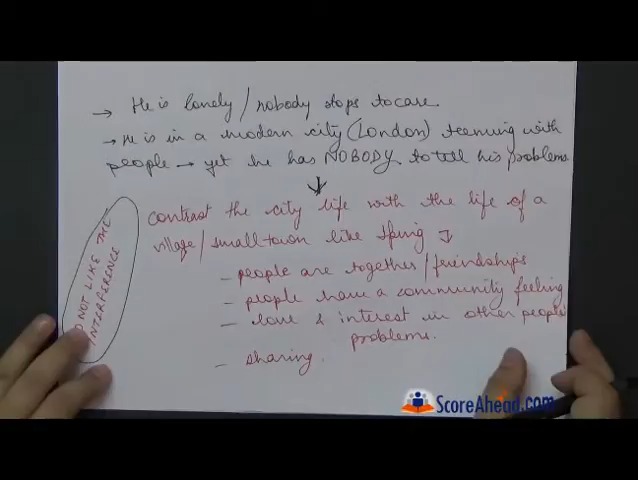 → He is lonely / nobody stops to care.
→ He is in a modern city (London) teeming with
people → yet he has NOBODY to tell his problems.
↓
contrast the city life with the life of a
village / small town like Spring ↓
- people are together / friendships
- people have a community feeling
- love & interest in other people's
problems.
- sharing.
NOT LIKE THE
INTERFERENCE
ScoreAhead.com